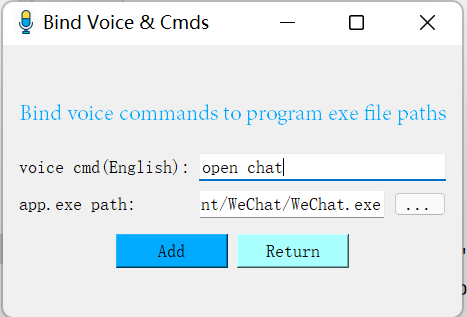 Bind Voice & Cmds
Bind voice commands to program exe file paths
voice cmd(English): open chat
app.exe path: nt/WeChat/WeChat.exe ...
Add Return